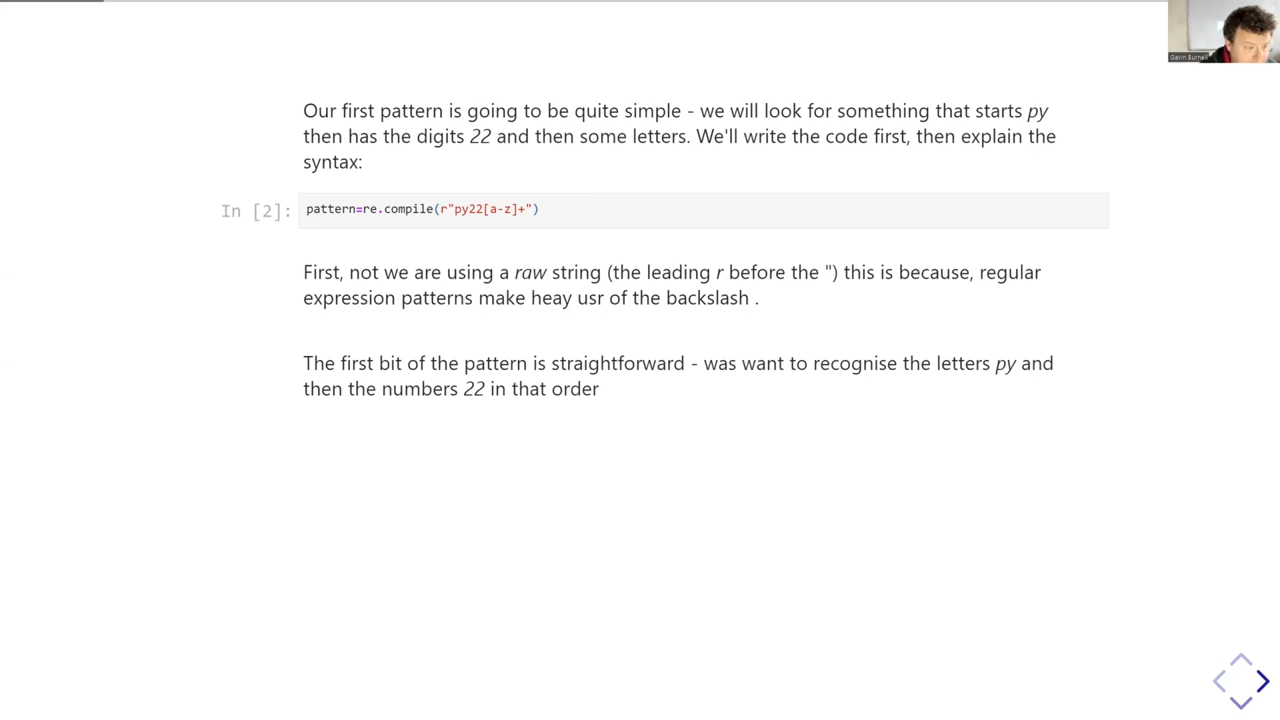 Gavin Burnell
Our first pattern is going to be quite simple - we will look for something that starts py
then has the digits 22 and then some letters. We'll write the code first, then explain the
syntax:
In [2]: pattern=re.compile(r"py22[a-z]+")
First, not we are using a raw string (the leading r before the ") this is because, regular
expression patterns make heay usr of the backslash .
The first bit of the pattern is straightforward - was want to recognise the letters py and
then the numbers 22 in that order